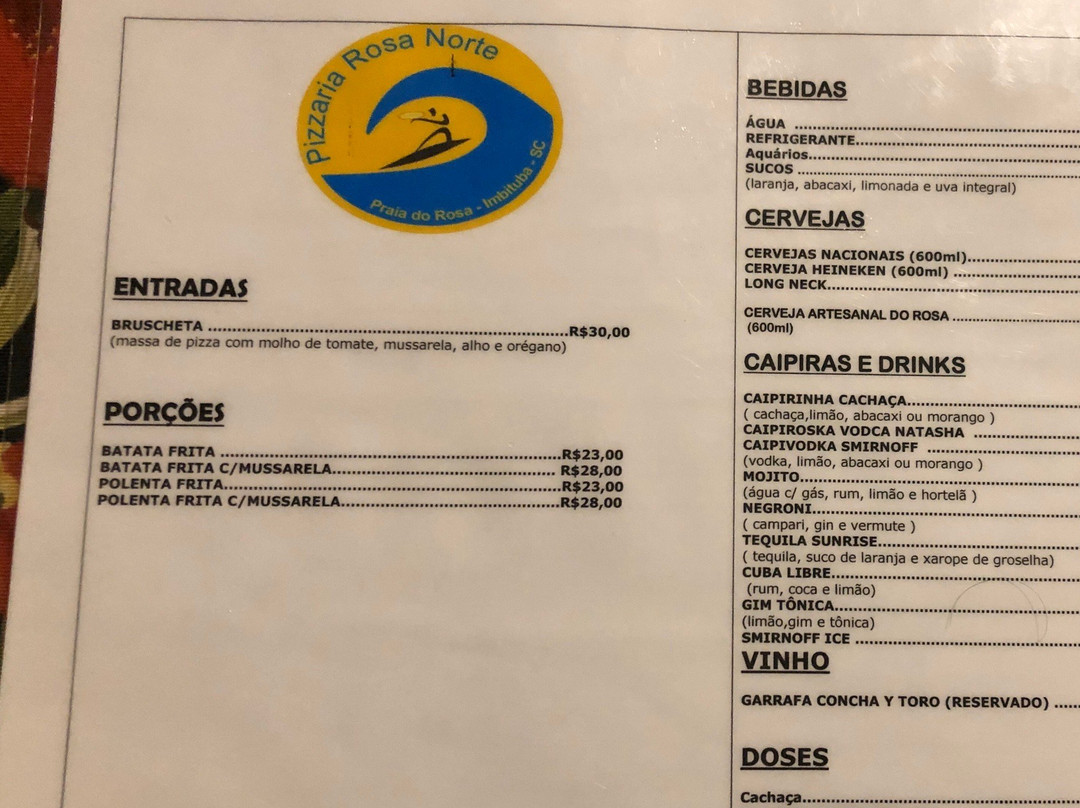 Pizzaria Rosa Norte
Praia do Rosa - Imbituba - SC
ENTRADAS
BRUSCHETA ..........................................................................R$30,00
(massa de pizza com molho de tomate, mussarela, alho e orégano)
PORÇÕES
BATATA FRITA ......................................................................R$23,00
BATATA FRITA C/MUSSARELA.............................................. R$28,00
POLENTA FRITA.....................................................................R$23,00
POLENTA FRITA C/MUSSARELA.............................................R$28,00
BEBIDAS
ÁGUA ..........................................................
REFRIGERANTE..............................................
Aquários........................................................
SUCOS ..........................................................
(laranja, abacaxi, limonada e uva integral)
CERVEJAS
CERVEJAS NACIONAIS (600ml)........................
CERVEJA HEINEKEN (600ml) ..........................
LONG NECK....................................................
CERVEJA ARTESANAL DO ROSA ..........................
(600ml)
CAIPIRAS E DRINKS
CAIPIRINHA CACHAÇA....................................
( cachaça,limão, abacaxi ou morango )
CAIPIROSKA VODCA NATASHA ......................
CAIPIVODKA SMIRNOFF ................................
(vodka, limão, abacaxi ou morango )
MOJITO.........................................................
(água c/ gás, rum, limão e hortelã )
NEGRONI.......................................................
( campari, gin e vermute )
TEQUILA SUNRISE..........................................
( tequila, suco de laranja e xarope de groselha)
CUBA LIBRE...................................................
(rum, coca e limão)
GIM TÔNICA..................................................
(limão,gim e tônica)
SMIRNOFF ICE ..............................................
VINHO
GARRAFA CONCHA Y TORO (RESERVADO) .....
DOSES
Cachaça........................................................